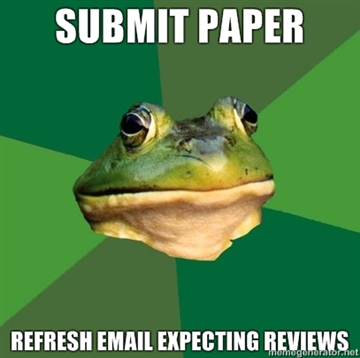 SUBMIT PAPER
REFRESH EMAIL EXPECTING REVIEWS
memegenerator.net